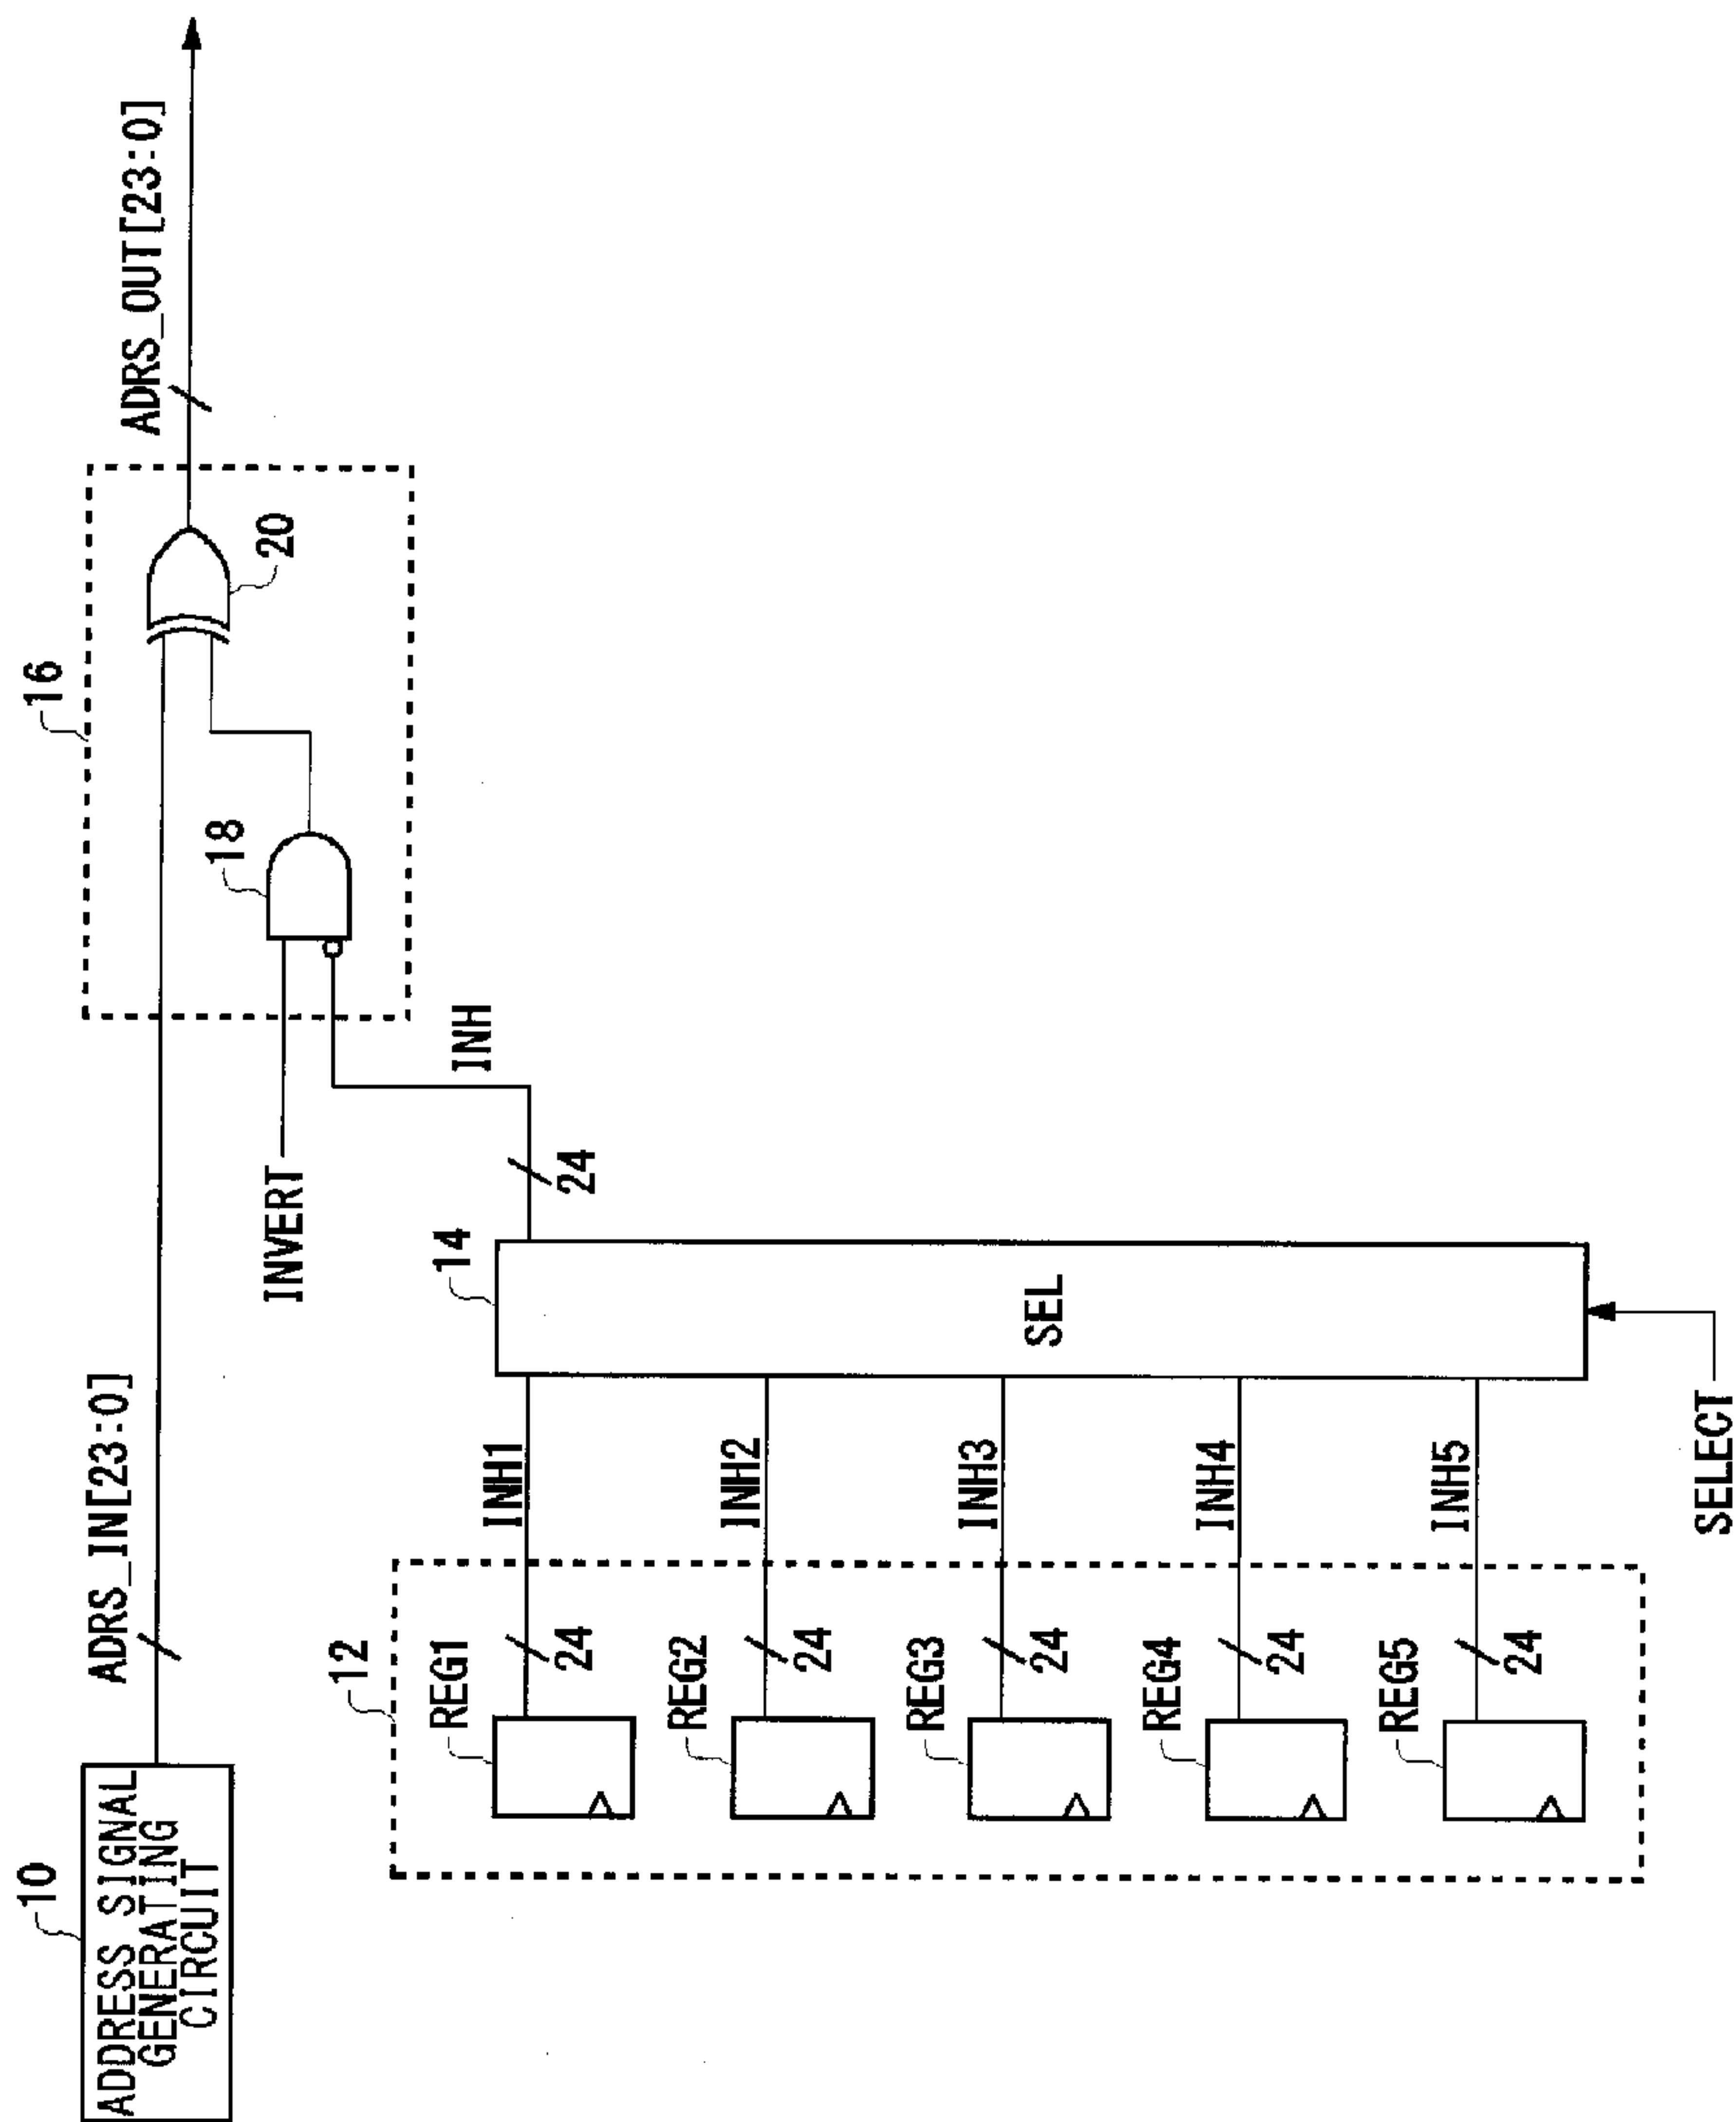 10
ADDRESS SIGNAL
GENERATING
CIRCUIT
ADRS_IN[23:0]
16
ADRS_OUT[23:0]
20
18
INVERT
INH
24
14
SEL
SELECT
12
REG1
24
INH1
REG2
24
INH2
REG3
24
INH3
REG4
24
INH4
REG5
24
INH5